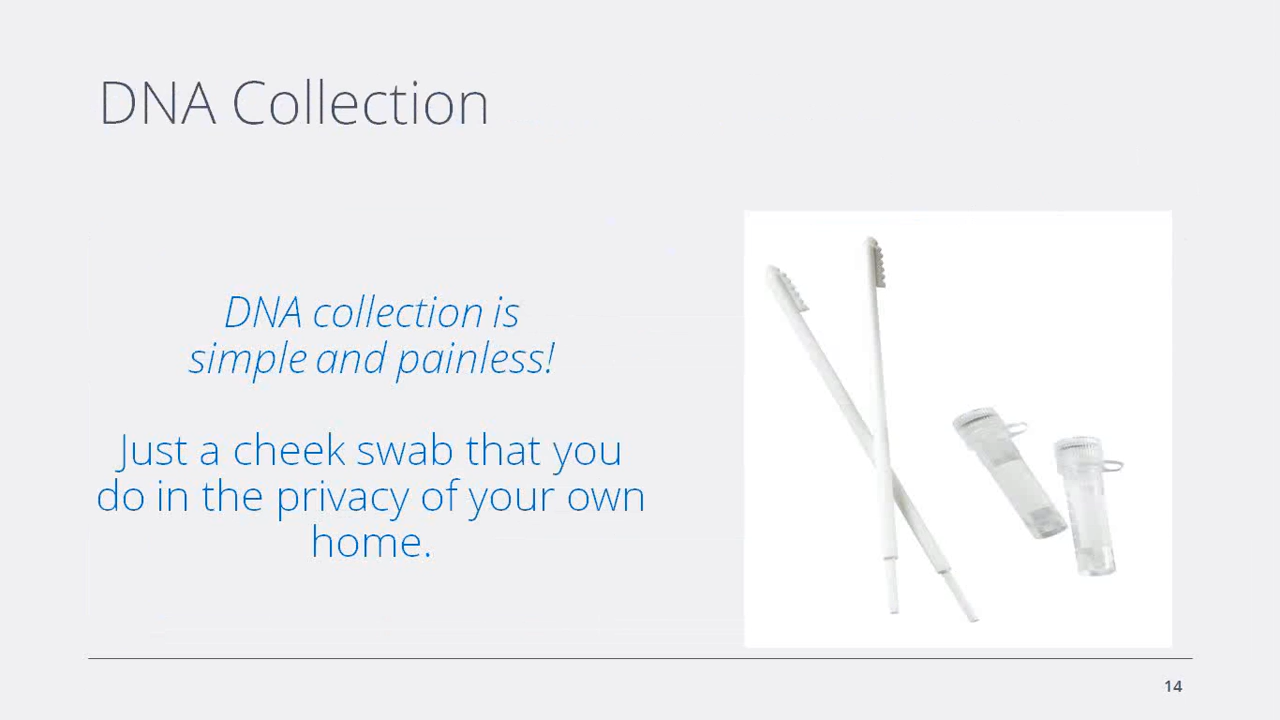 DNA Collection
DNA collection is
simple and painless!
Just a cheek swab that you
do in the privacy of your own
home.
14